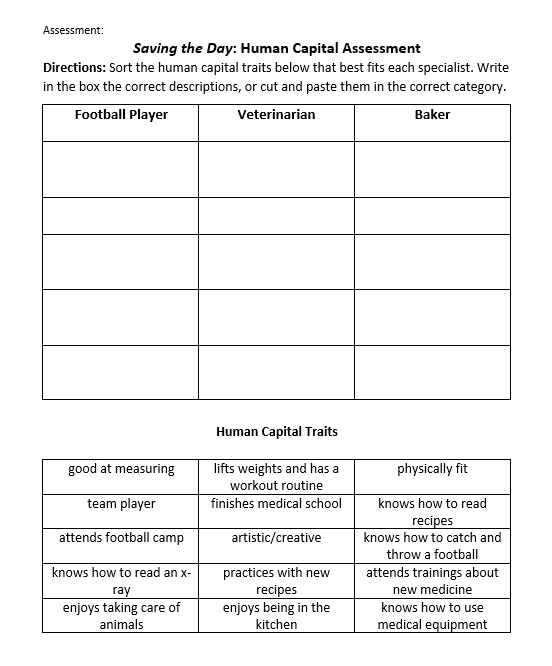 Assessment:
Saving the Day: Human Capital Assessment
Directions: Sort the human capital traits below that best fits each specialist. Write
in the box the correct descriptions, or cut and paste them in the correct category.
Football Player
Veterinarian
Baker
Human Capital Traits
good at measuring
lifts weights and has a
workout routine
physically fit
team player
finishes medical school
knows how to read
recipes
attends football camp
artistic/creative
knows how to catch and
throw a football
knows how to read an x-
ray
practices with new
recipes
attends trainings about
new medicine
enjoys taking care of
animals
enjoys being in the
kitchen
knows how to use
medical equipment